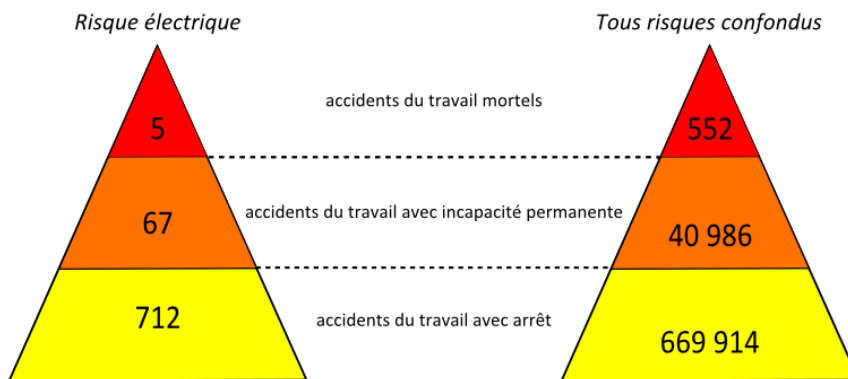 Risque électrique
Tous risques confondus
5
accidents du travail mortels
552
67
accidents du travail avec incapacité permanente
40 986
712
accidents du travail avec arrêt
669 914